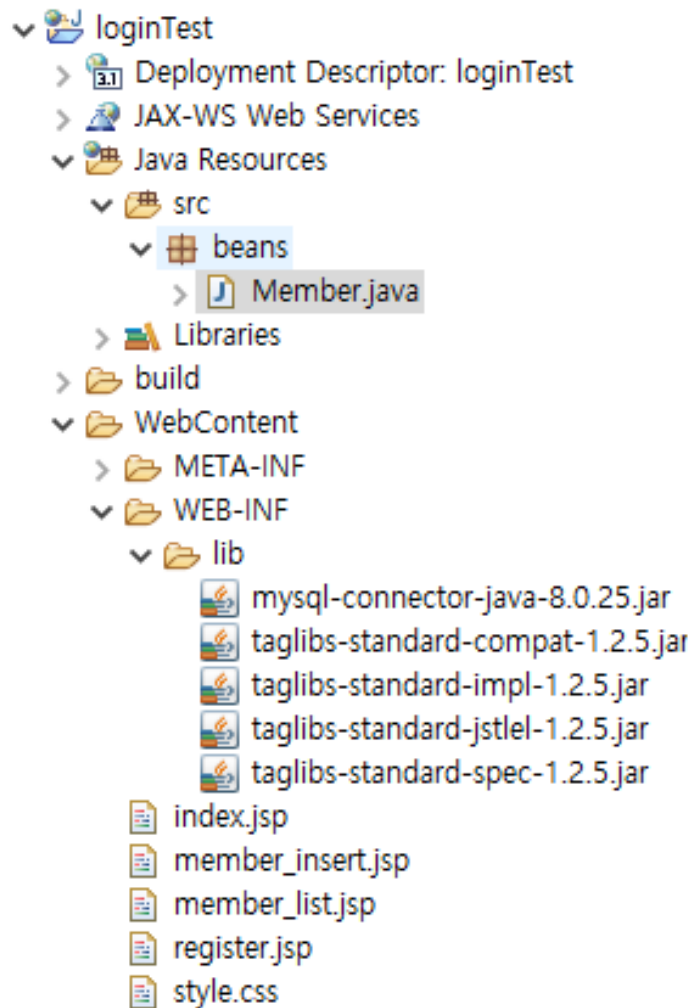 loginTest
3.1 Deployment Descriptor: loginTest
JAX-WS Web Services
Java Resources
src
beans
J Member.java
Libraries
build
WebContent
META-INF
WEB-INF
lib
mysql-connector-java-8.0.25.jar
taglibs-standard-compat-1.2.5.jar
taglibs-standard-impl-1.2.5.jar
taglibs-standard-jstlel-1.2.5.jar
taglibs-standard-spec-1.2.5.jar
index.jsp
member_insert.jsp
member_list.jsp
register.jsp
style.css